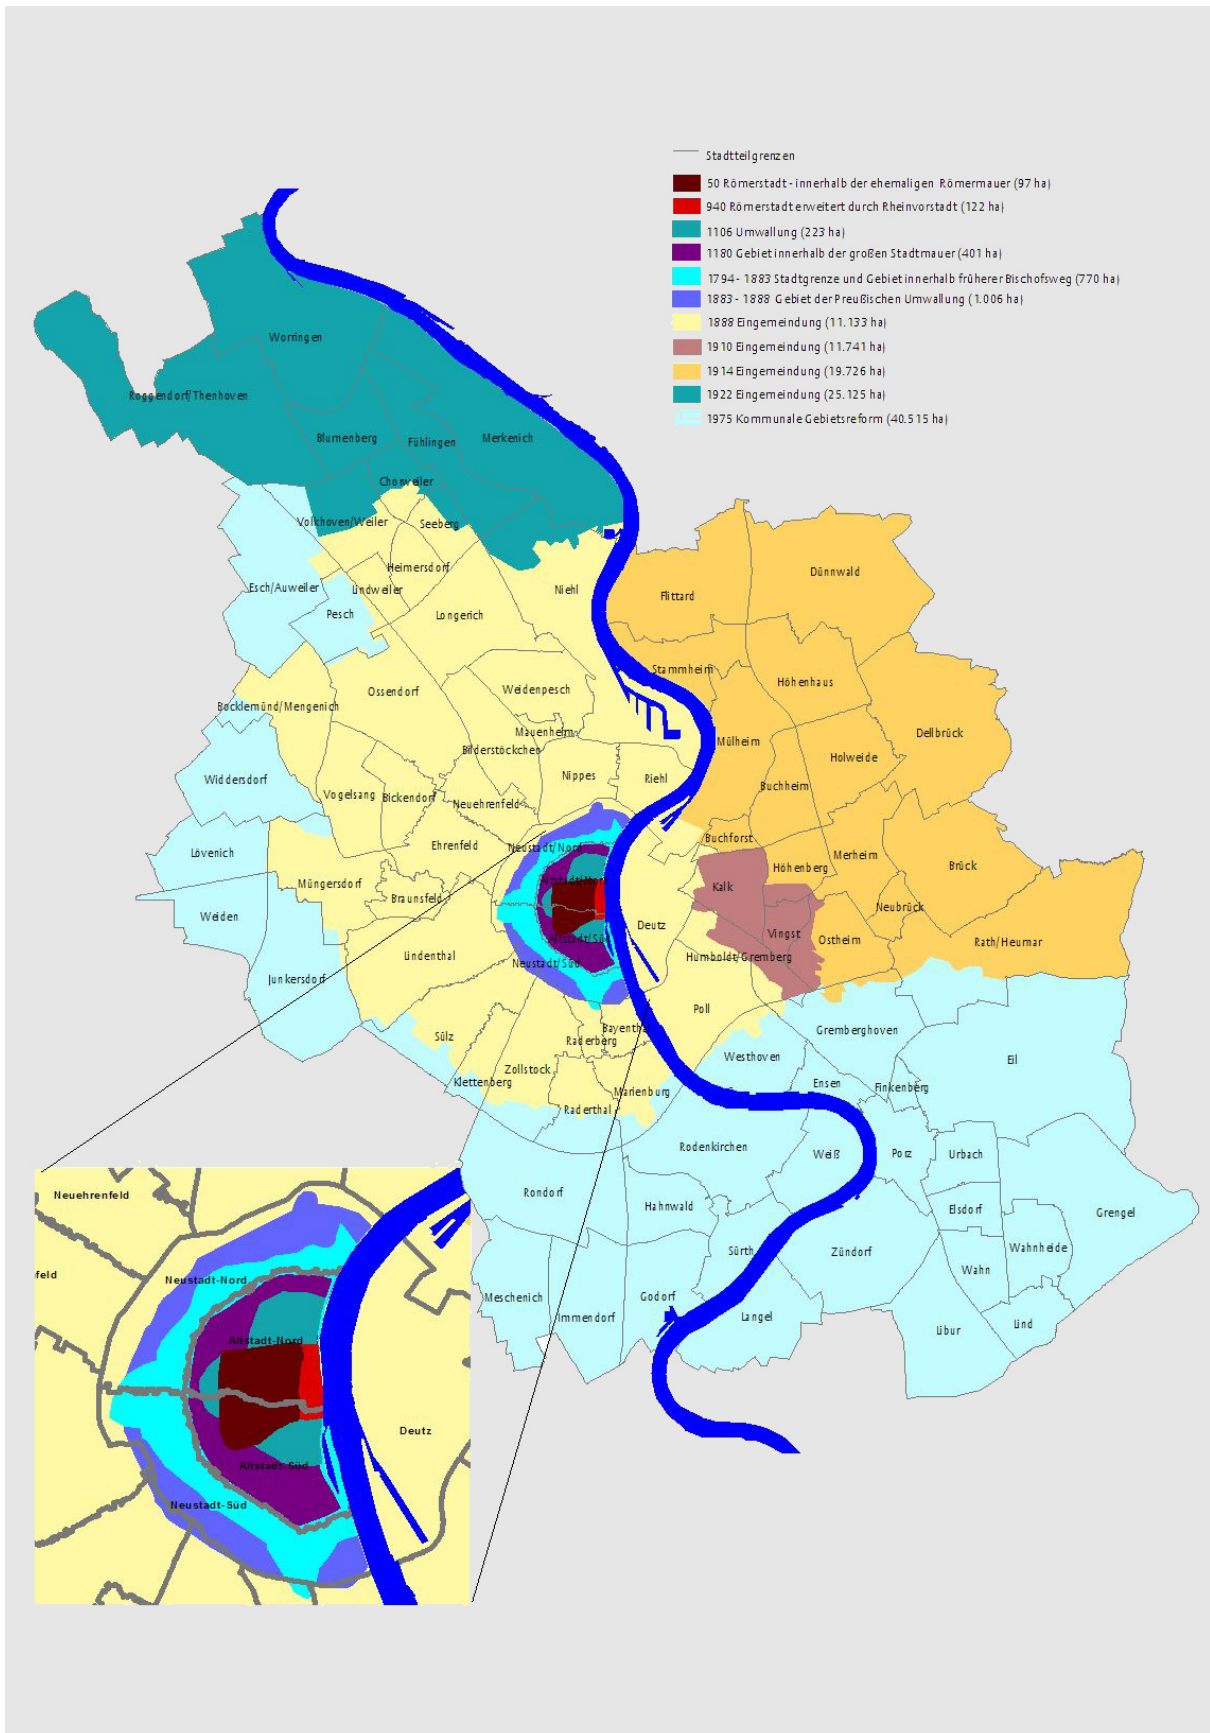 Stadtteilgrenzen
50 Römerstadt - innerhalb der ehemaligen Römermauer (97 ha)
940 Römerstadt erweitert durch Rheinvorstadt (122 ha)
1106 Umwallung (223 ha)
1180 Gebiet innerhalb der großen Stadtmauer (401 ha)
1794 - 1883 Stadtgrenze und Gebiet innerhalb früherer Bischofsweg (770 ha)
1883 - 1888 Gebiet der Preußischen Umwallung (1.006 ha)
1888 Eingemeindung (11.133 ha)
1910 Eingemeindung (11.741 ha)
1914 Eingemeindung (19.726 ha)
1922 Eingemeindung (25.125 ha)
1975 Kommunale Gebietsreform (40.515 ha)
Worringen
Roggendorf/Thenhoven
Blumenberg
Fühlingen
Merkenich
Chorweiler
Volkhoven/Weiler
Seeberg
Heimersdorf
Lindweiler
Esch/Auweiler
Pesch
Longerich
Niehl
Flittard
Dünnwald
Stammheim
Höhenhaus
Ossendorf
Weidenpesch
Bocklemünd/Mengenich
Mauenheim
Bilderstöckchen
Mülheim
Dellbrück
Holweide
Widdersdorf
Vogelsang
Bickendorf
Neuehrenfeld
Nippes
Riehl
Buchheim
Buchforst
Ehrenfeld
Neustadt/Nord
Lövenich
Müngersdorf
Braunsfeld
Altstadt/Nord
Kalk
Höhenberg
Merheim
Brück
Weiden
Neubrück
Deutz
Vingst
Ostheim
Rath/Heumar
Altstadt/Süd
Lindenthal
Neustadt/Süd
Humboldt/Gremberg
Junkersdorf
Poll
Sülz
Bayenthal
Raderberg
Gremberghoven
Westhoven
Eil
Zollstock
Klettenberg
Marienburg
Raderthal
Ensen
Finkenberg
Rodenkirchen
Weiß
Porz
Urbach
Rondorf
Hahnwald
Elsdorf
Grengel
Sürth
Zündorf
Wahnheide
Wahn
Meschenich
Immendorf
Godorf
Langel
Libur
Lind
Neuehrenfeld
feld
Neustadt-Nord
Altstadt-Nord
Deutz
Altstadt-Süd
Neustadt-Süd